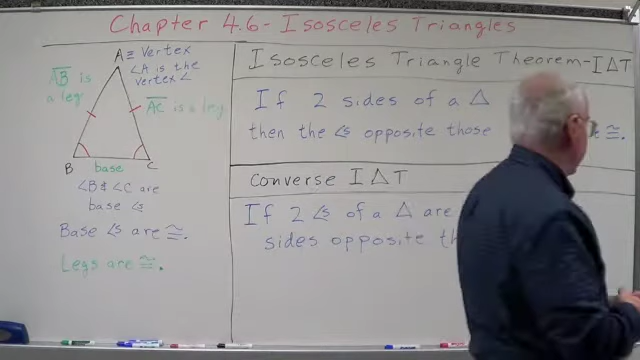 Chapter 4.6 - Isosceles Triangles
A ≡ Vertex
∠A is the
vertex ∠
AB is
a leg
AC is a leg
B
base
C
∠B & ∠C are
base ∠s
Base ∠s are ≅.
Legs are ≅.
Isosceles Triangle Theorem - I△T
If 2 sides of a △
then the ∠s opposite those ≅.
Converse I△T
If 2 ∠s of a △ are
sides opposite